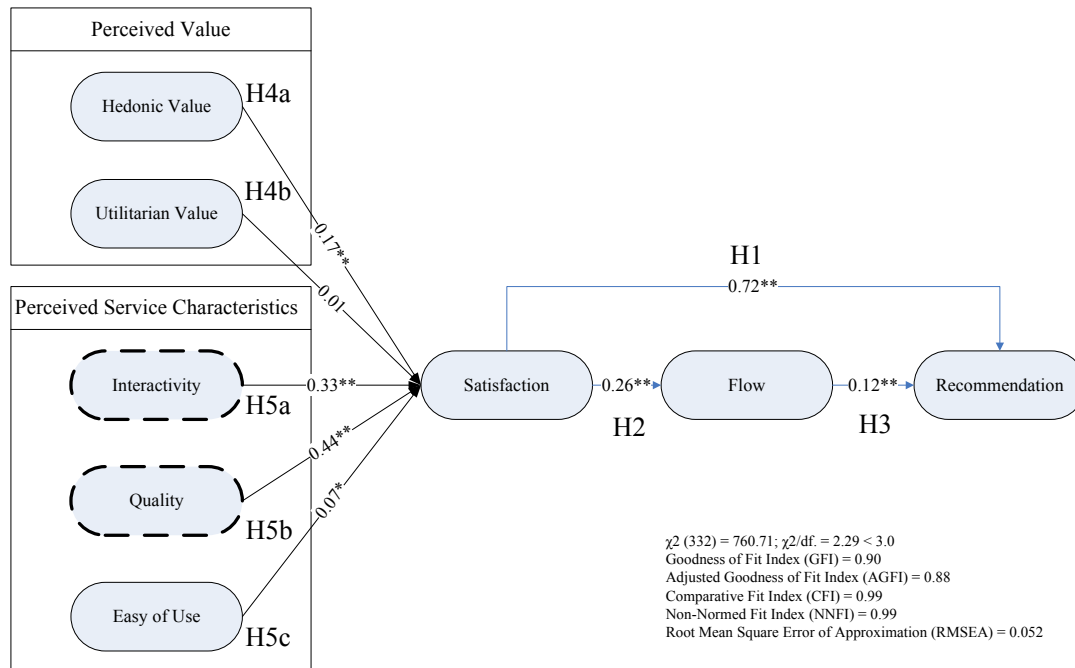 Perceived Value
Hedonic Value
H4a
Utilitarian Value
H4b
0.17**
0.01
Perceived Service Characteristics
Interactivity
H5a
0.33**
Quality
H5b
0.44**
Easy of Use
H5c
0.07*
Satisfaction
0.26**
H2
Flow
0.12**
H3
Recommendation
H1
0.72**
χ2 (332) = 760.71; χ2/df. = 2.29 < 3.0
Goodness of Fit Index (GFI) = 0.90
Adjusted Goodness of Fit Index (AGFI) = 0.88
Comparative Fit Index (CFI) = 0.99
Non-Normed Fit Index (NNFI) = 0.99
Root Mean Square Error of Approximation (RMSEA) = 0.052